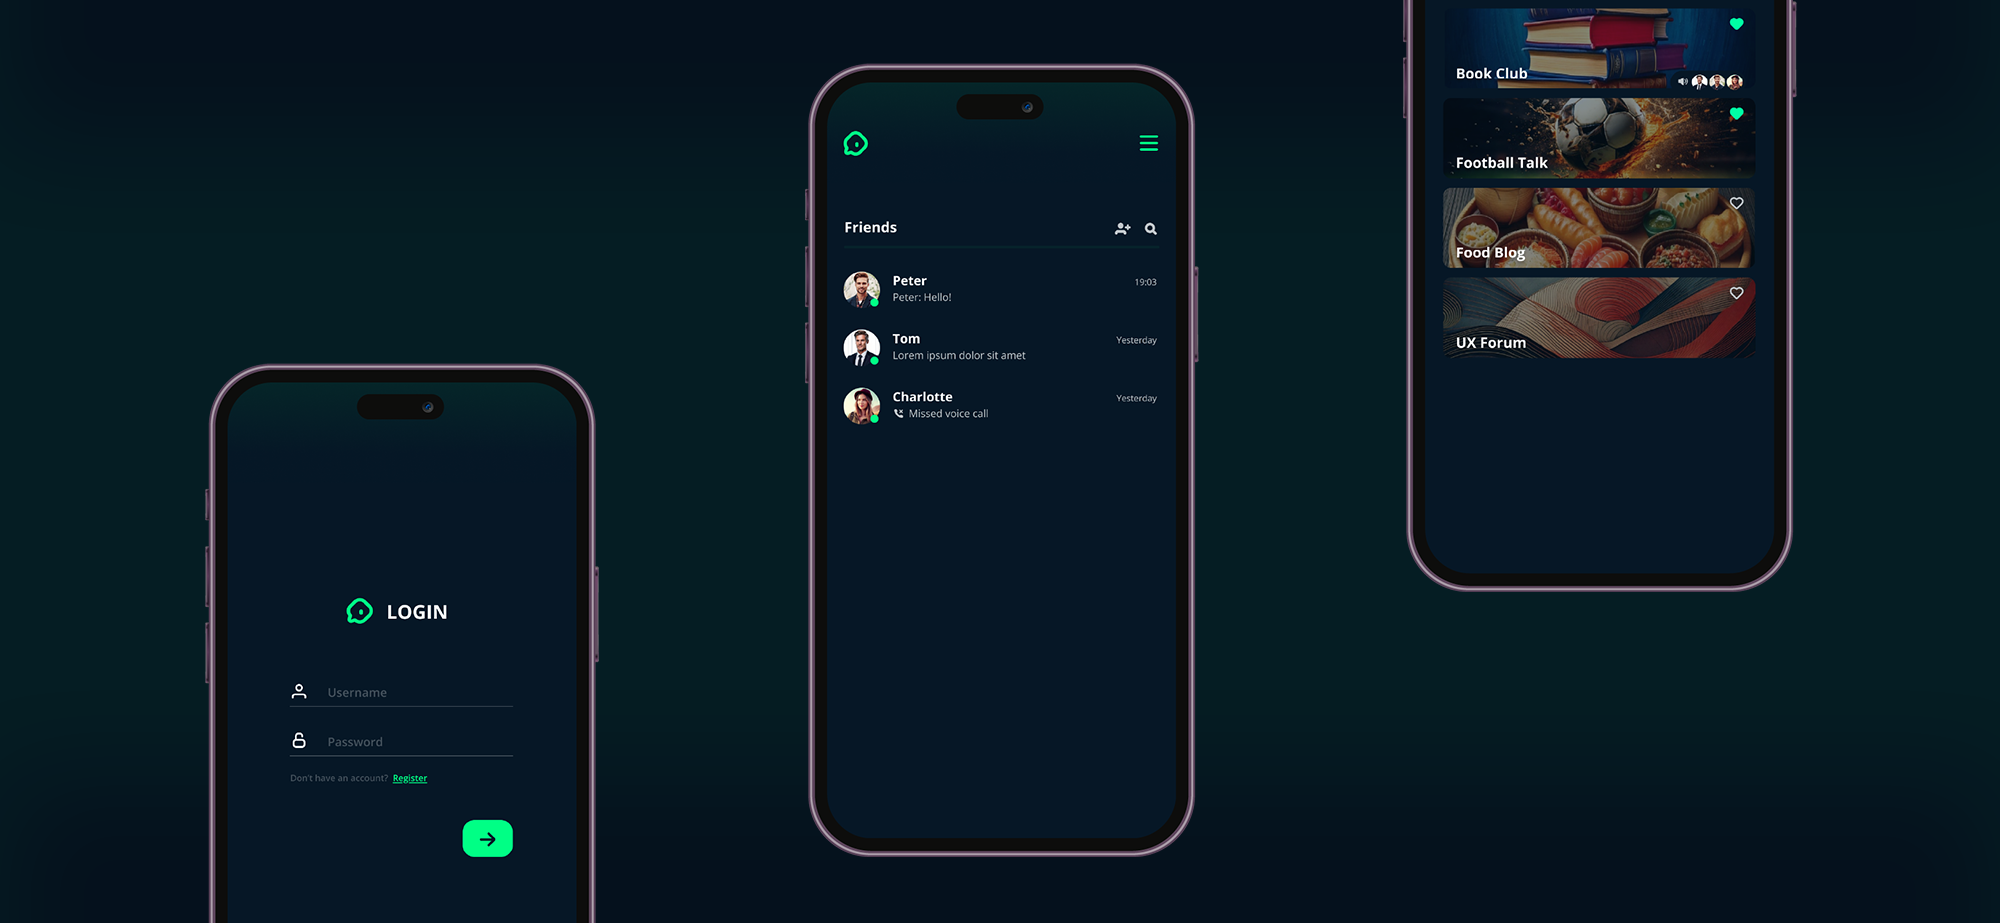 LOGIN
Username
Password
Don't have an account? Register
Friends
Peter
19:03
Peter: Hello!
Tom
Yesterday
Lorem ipsum dolor sit amet
Charlotte
Yesterday
Missed voice call
Book Club
Football Talk
Food Blog
UX Forum